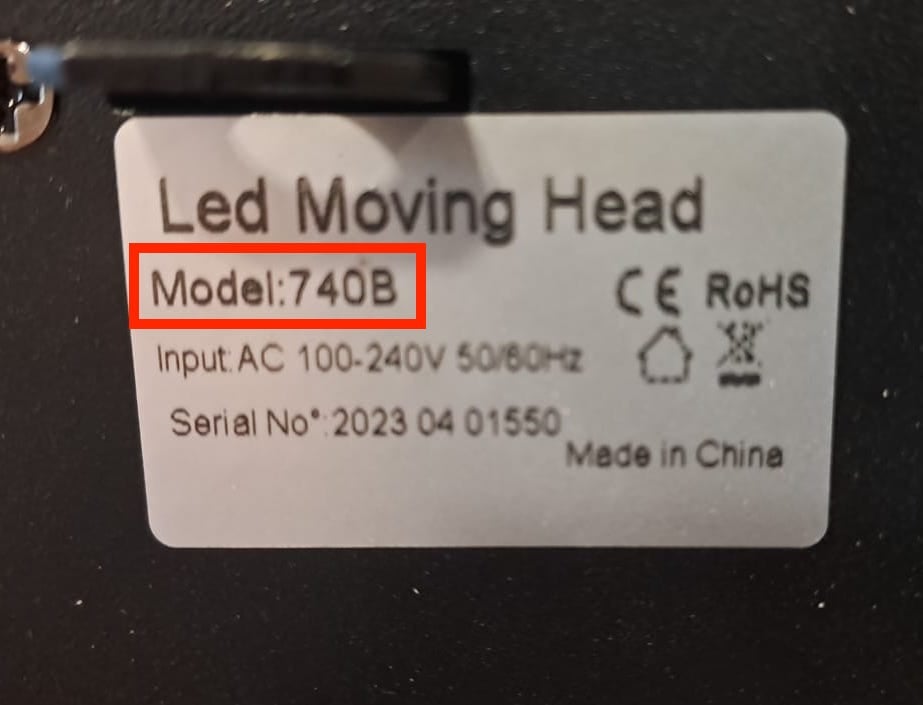 Led Moving Head
Model:740B
CE RoHS
Input:AC 100-240V 50/60Hz
Serial No°:2023 04 01550
Made in China